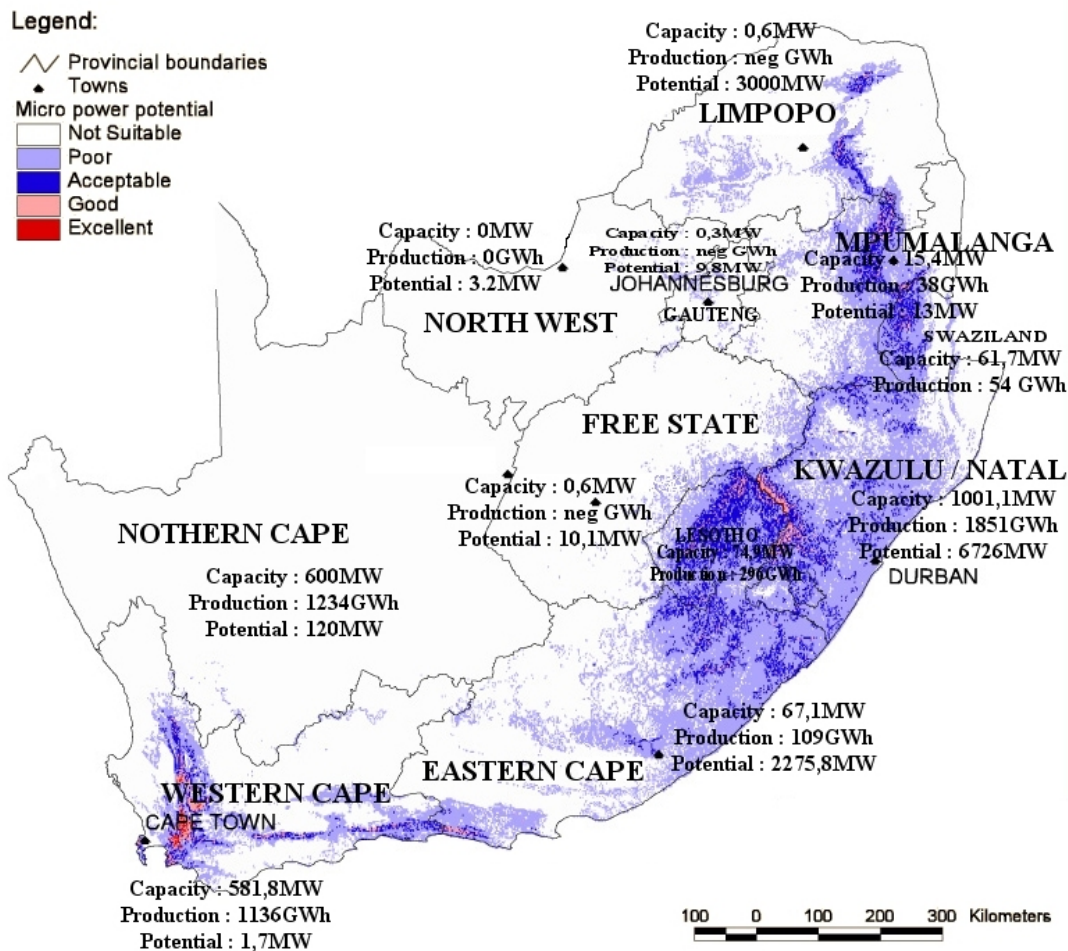 Legend:
Provincial boundaries
Towns
Micro power potential
Not Suitable
Poor
Acceptable
Good
Excellent
Capacity : 0,6MW
Production : neg GWh
Potential : 3000MW
LIMPOPO
Capacity : 0MW
Production : 0GWh
Potential : 3.2MW
NORTH WEST
Capacity : 0,3MW
Production : neg GWh
Potential : 9,8MW
JOHANNESBURG
GAUTENG
MPUMALANGA
Capacity : 15,4MW
Production : 38GWh
Potential : 13MW
SWAZILAND
Capacity : 61,7MW
Production : 54 GWh
FREE STATE
Capacity : 0,6MW
Production : neg GWh
Potential : 10,1MW
KWAZULU / NATAL
Capacity : 1001,1MW
Production : 1851GWh
Potential : 6726MW
DURBAN
LESOTHO
Capacity : 74,9MW
Production : 296GWh
NOTHERN CAPE
Capacity : 600MW
Production : 1234GWh
Potential : 120MW
Capacity : 67,1MW
Production : 109GWh
Potential : 2275,8MW
EASTERN CAPE
WESTERN CAPE
CAPE TOWN
Capacity : 581,8MW
Production : 1136GWh
Potential : 1,7MW
100 0 100 200 300 Kilometers